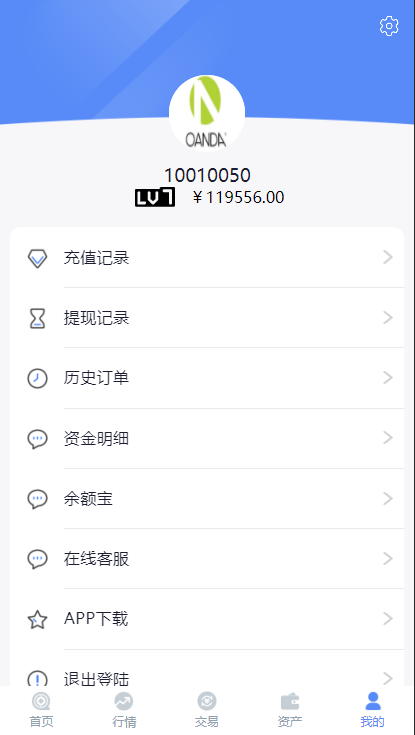 OANDA
10010050
LV7 ￥119556.00
充值记录
提现记录
历史订单
资金明细
余额宝
在线客服
APP下载
退出登陆
首页 行情 交易 资产 我的